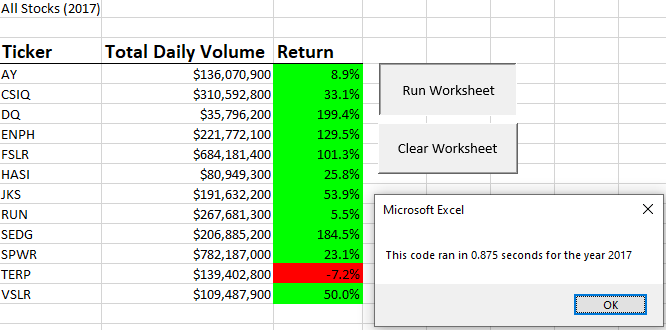 All Stocks (2017)
Ticker Total Daily Volume Return
AY $136,070,900 8.9%
CSIQ $310,592,800 33.1%
DQ $35,796,200 199.4%
ENPH $221,772,100 129.5%
FSLR $684,181,400 101.3%
HASI $80,949,300 25.8%
JKS $191,632,200 53.9%
RUN $267,681,300 5.5%
SEDG $206,885,200 184.5%
SPWR $782,187,000 23.1%
TERP $139,402,800 -7.2%
VSLR $109,487,900 50.0%
Run Worksheet
Clear Worksheet
Microsoft Excel
This code ran in 0.875 seconds for the year 2017
OK